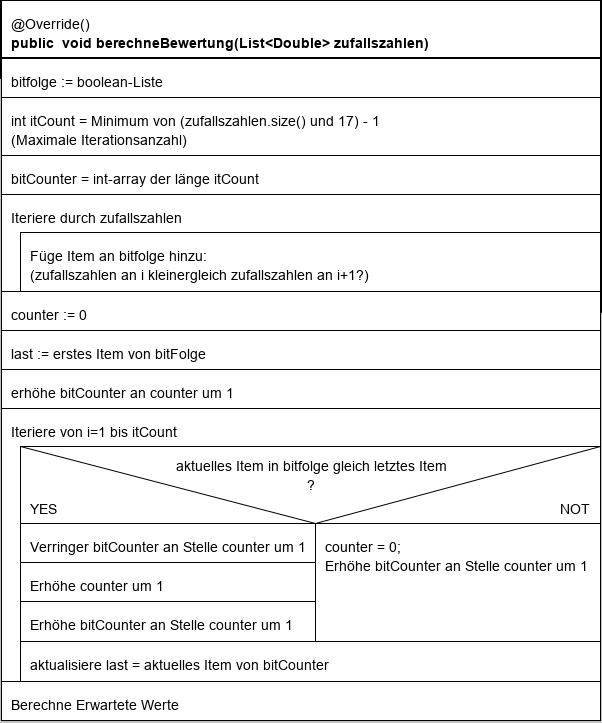 @Override()
public  void berechneBewertung(List<Double> zufallszahlen)
bitfolge := boolean-Liste
int itCount = Minimum von (zufallszahlen.size() und 17) - 1
(Maximale Iterationsanzahl)
bitCounter = int-array der länge itCount
Iteriere durch zufallszahlen
Füge Item an bitfolge hinzu:
(zufallszahlen an i kleinergleich zufallszahlen an i+1?)
counter := 0
last := erstes Item von bitFolge
erhöhe bitCounter an counter um 1
Iteriere von i=1 bis itCount
aktuelles Item in bitfolge gleich letztes Item
?
YES
NOT
Verringer bitCounter an Stelle counter um 1
Erhöhe counter um 1
Erhöhe bitCounter an Stelle counter um 1
counter = 0;
Erhöhe bitCounter an Stelle counter um 1
aktualisiere last = aktuelles Item von bitCounter
Berechne Erwartete Werte